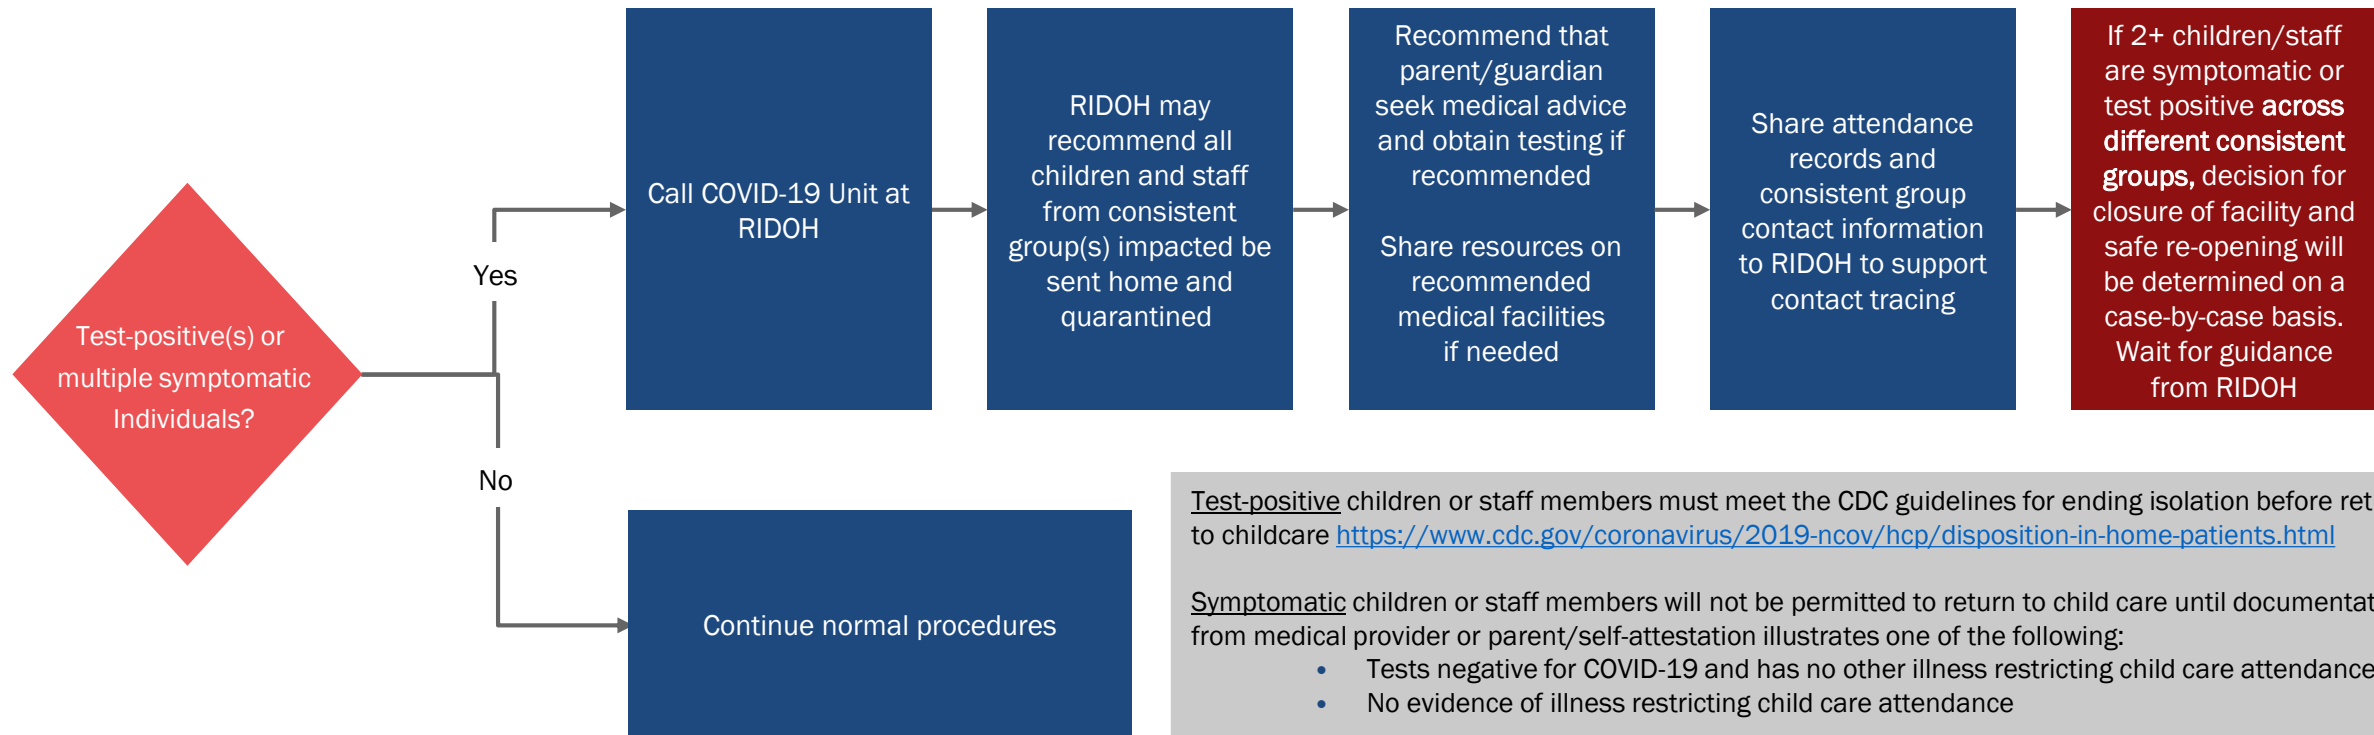 Test-positive(s) or
multiple symptomatic
Individuals?
Yes
No
Call COVID-19 Unit at
RIDOH
RIDOH may
recommend all
children and staff
from consistent
group(s) impacted be
sent home and
quarantined
Recommend that
parent/guardian
seek medical advice
and obtain testing if
recommended
Share resources on
recommended
medical facilities
if needed
Share attendance
records and
consistent group
contact information
to RIDOH to support
contact tracing
If 2+ children/staff
are symptomatic or
test positive across
different consistent
groups, decision for
closure of facility and
safe re-opening will
be determined on a
case-by-case basis.
Wait for guidance
from RIDOH
Continue normal procedures
Test-positive children or staff members must meet the CDC guidelines for ending isolation before ret
to childcare https://www.cdc.gov/coronavirus/2019-ncov/hcp/disposition-in-home-patients.html
Symptomatic children or staff members will not be permitted to return to child care until documentat
from medical provider or parent/self-attestation illustrates one of the following:
• Tests negative for COVID-19 and has no other illness restricting child care attendance
• No evidence of illness restricting child care attendance